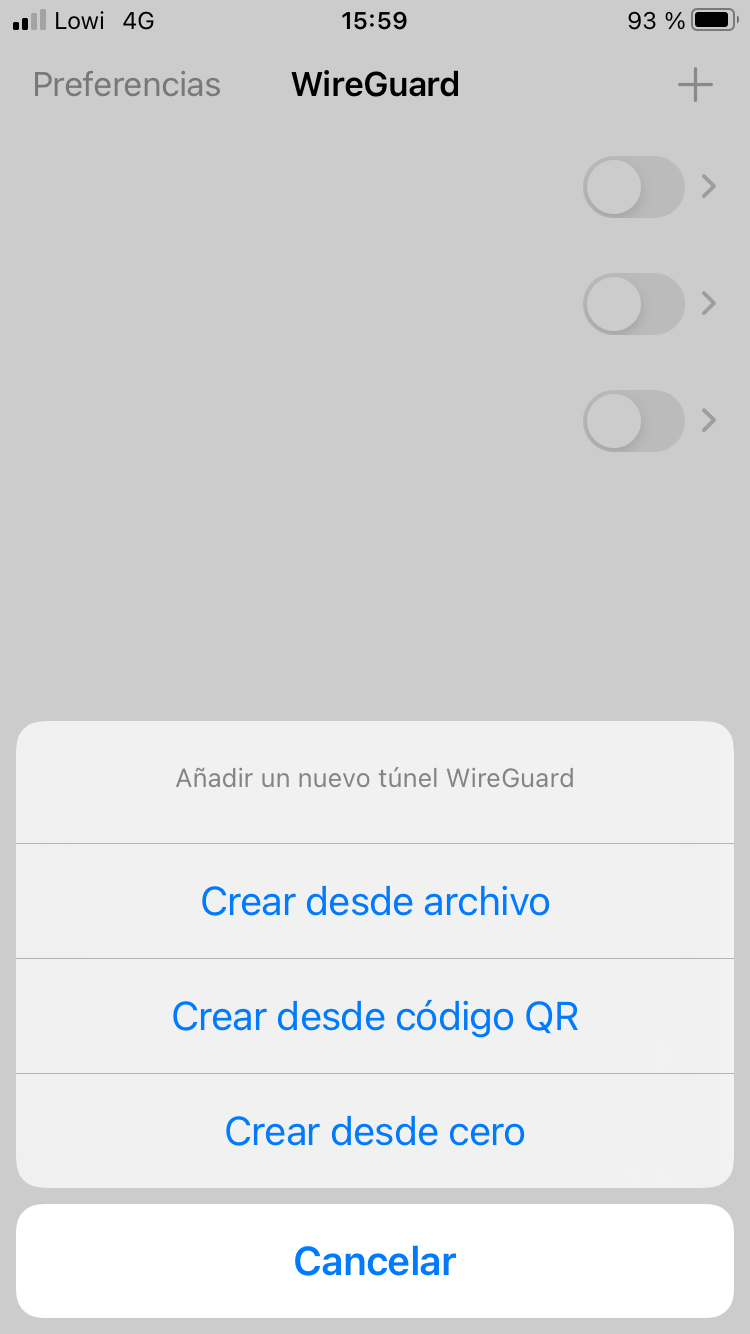 Lowi 4G 15:59 93 %
Preferencias WireGuard
Añadir un nuevo túnel WireGuard
Crear desde archivo
Crear desde código QR
Crear desde cero
Cancelar